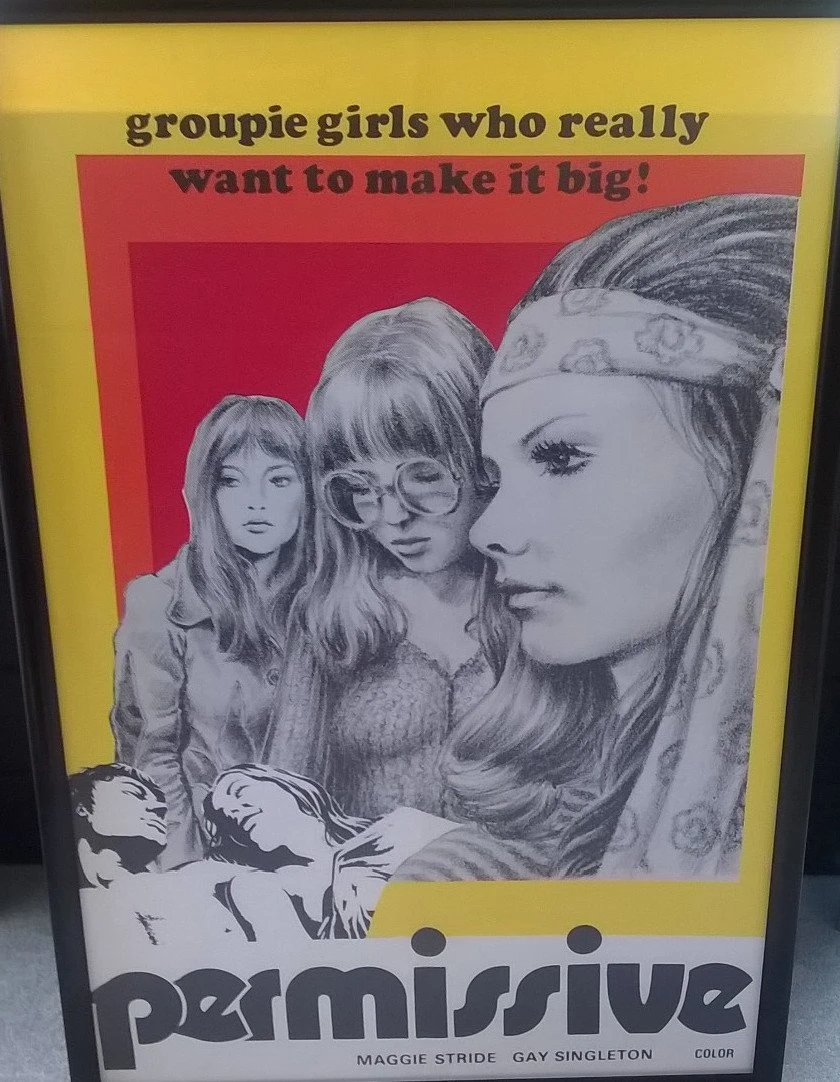 groupie girls who really
want to make it big!
permissive
MAGGIE STRIDE GAY SINGLETON COLOR